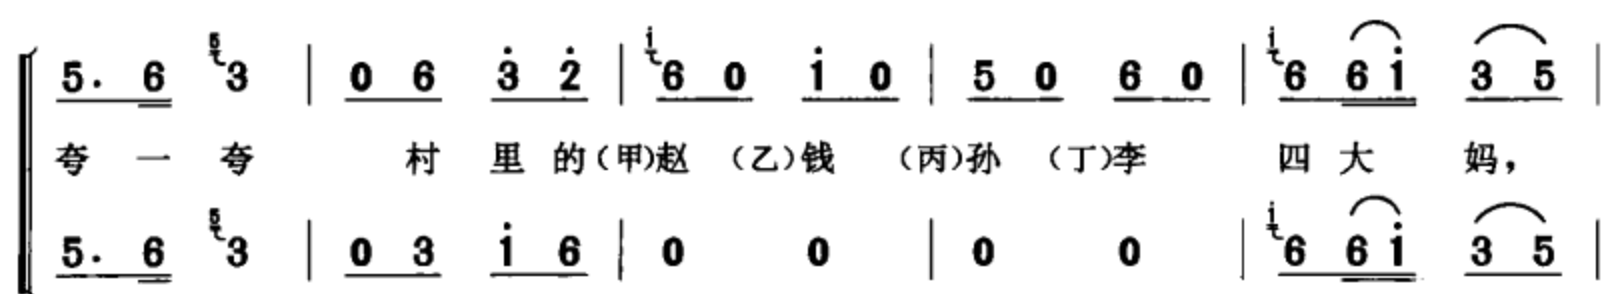 5. 6 5 3 | 0 6 3̇ 2̇ | i 6 0 1̇ 0 | 5 0 6 0 | i 6 6 i 3 5 |
夸 一 夸 村 里 的(甲)赵 (乙)钱 (丙)孙 (丁)李 四 大 妈,
5. 6 5 3 | 0 3 1̇ 6 | 0 0 | 0 0 | i 6 6 i 3 5 |